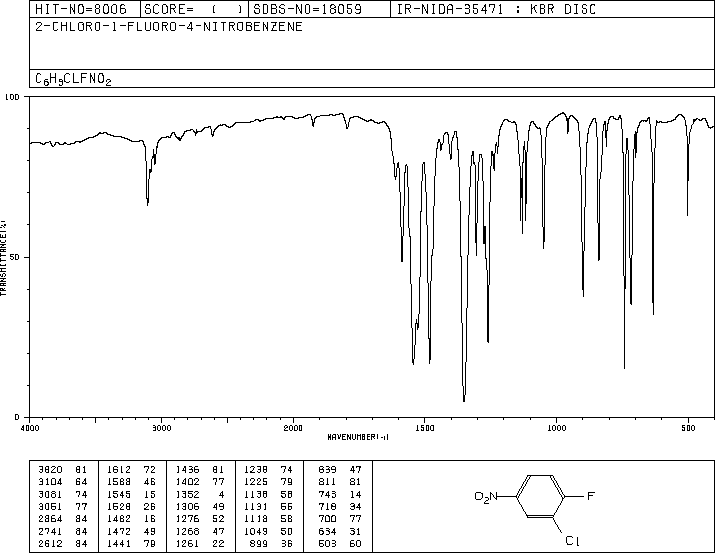 HIT-NO=8006 SCORE= ( ) SDBS-NO=18059 IR-NIDA-35471 : KBR DISC
2-CHLORO-1-FLUORO-4-NITROBENZENE
C6H3CLFNO2
100
50
0
TRANSMITTANCE(%)
4000 3000 2000 1500 1000 500
WAVENUMBER(-1)
3820 81 1612 72 1436 81 1238 74 839 47
3104 64 1588 46 1402 77 1225 79 811 81
3081 74 1545 15 1352 4 1138 58 743 14
3051 77 1528 26 1306 49 1131 55 718 34
2864 84 1482 16 1276 52 1118 58 700 77
2741 84 1472 49 1268 47 1049 50 634 31
2612 84 1441 79 1261 22 899 36 503 60
O2N
F
Cl